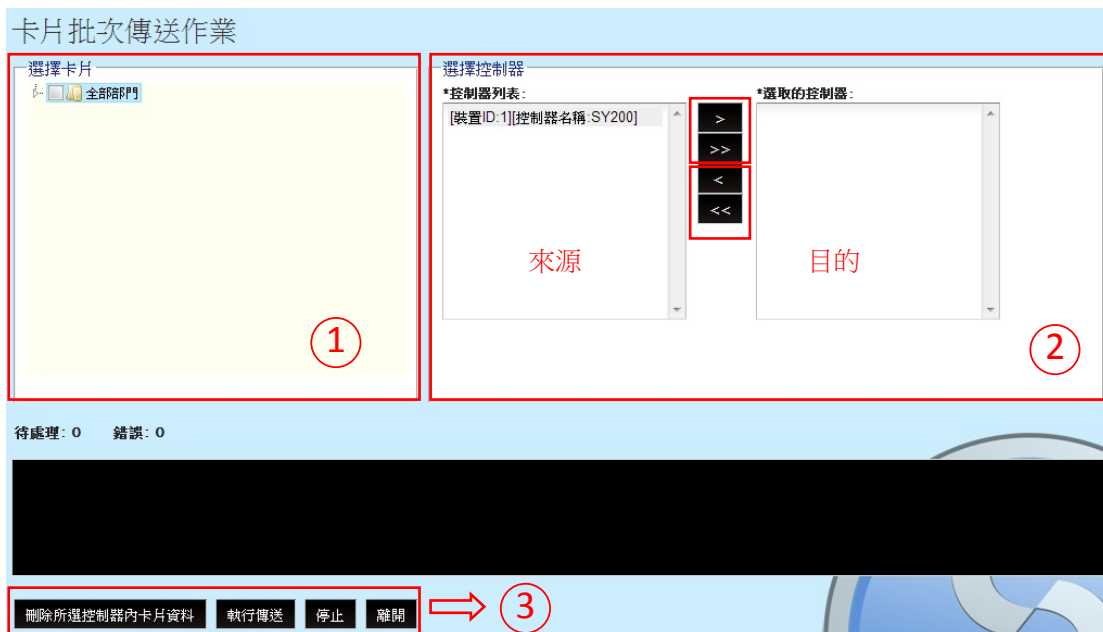 卡片批次傳送作業
選擇卡片
全部部門
1
選擇控制器
*控制器列表:
[裝置ID:1][控制器名稱:SY200]
>
>>
<
<<
來源
*選取的控制器:
目的
2
待處理: 0 錯誤: 0
刪除所選控制器內卡片資料 執行傳送 停止 離開
3